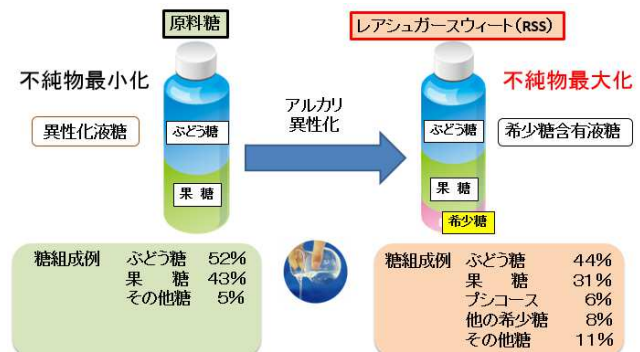 原料糖
レアシュガースウィート(RSS)
不純物最小化
不純物最大化
アルカリ
異性化
異性化液糖
希少糖含有液糖
ぶどう糖
果 糖
ぶどう糖
果 糖
希少糖
糖組成例 ぶどう糖 52%
果 糖 43%
その他糖 5%
糖組成例 ぶどう糖 44%
果 糖 31%
プシコース 6%
他の希少糖 8%
その他糖 11%